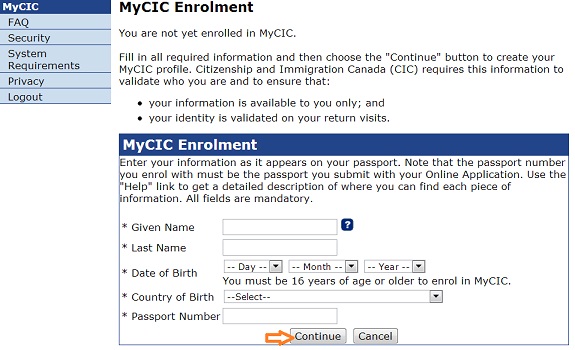 MyCIC
FAQ
Security
System
Requirements
Privacy
Logout
MyCIC Enrolment
You are not yet enrolled in MyCIC.
Fill in all required information and then choose the "Continue" button to create your
MyCIC profile. Citizenship and Immigration Canada (CIC) requires this information to
validate who you are and to ensure that:
• your information is available to you only; and
• your identity is validated on your return visits.
MyCIC Enrolment
Enter your information as it appears on your passport. Note that the passport number
you enrol with must be the passport you submit with your Online Application. Use the
"Help" link to get a detailed description of where you can find each piece of
information. All fields are mandatory.
* Given Name ?
* Last Name
* Date of Birth -- Day -- -- Month -- -- Year --
You must be 16 years of age or older to enrol in MyCIC.
* Country of Birth --Select--
* Passport Number
Continue Cancel